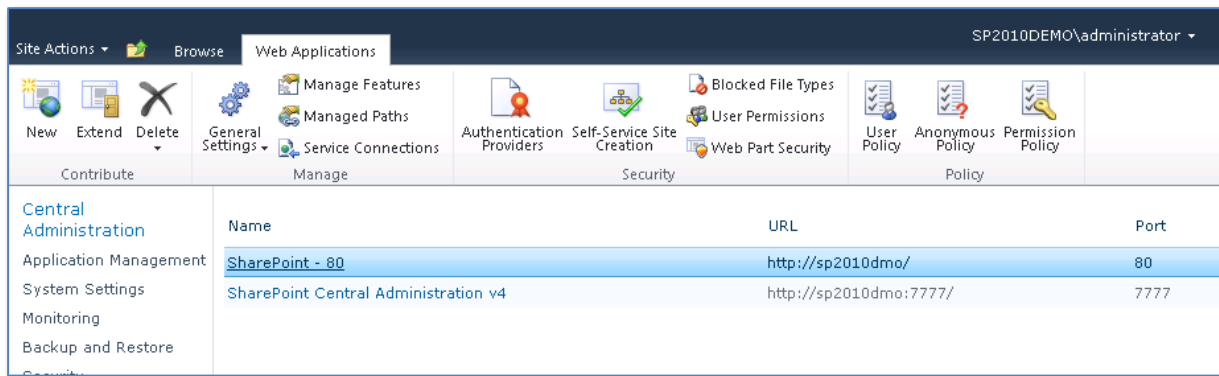 SP2010DEMO\administrator
Site Actions Browse Web Applications
New Extend Delete
General Settings
Manage Features
Managed Paths
Service Connections
Authentication Providers
Self-Service Site Creation
Blocked File Types
User Permissions
Web Part Security
User Policy
Anonymous Policy
Permission Policy
Contribute Manage Security Policy
Central
Administration
Application Management
System Settings
Monitoring
Backup and Restore
Name URL Port
SharePoint - 80 http://sp2010dmo/ 80
SharePoint Central Administration v4 http://sp2010dmo:7777/ 7777